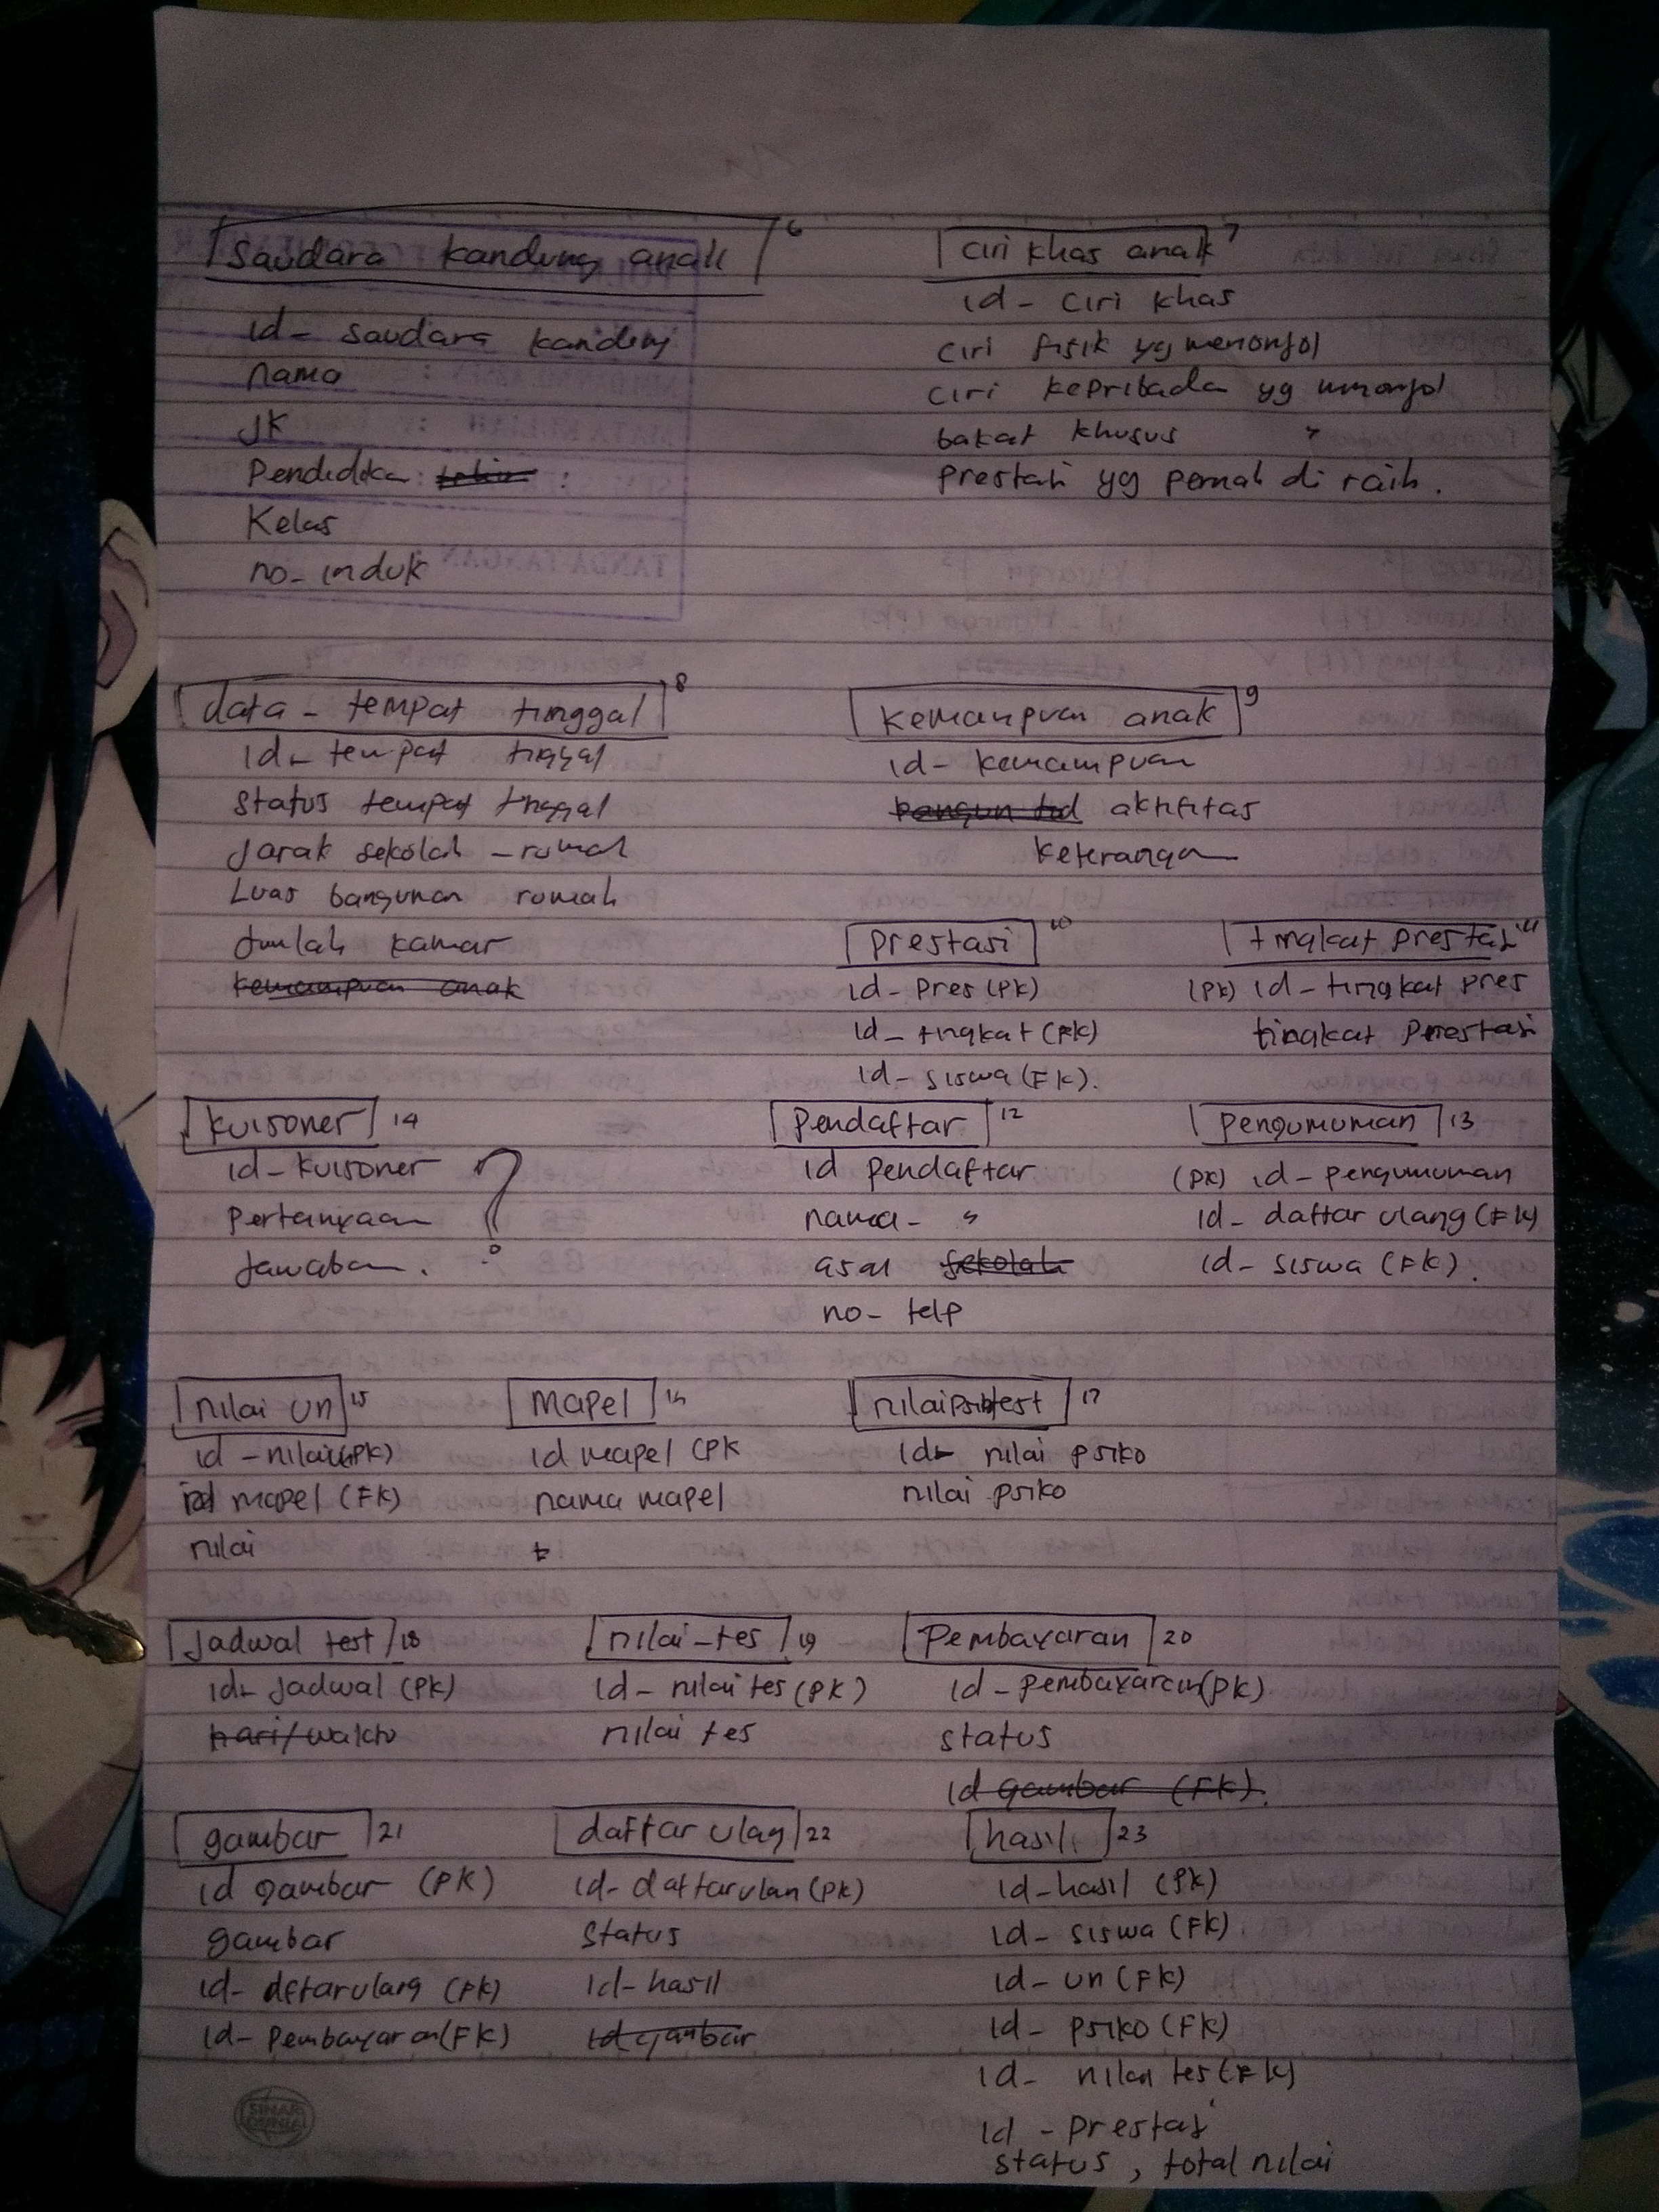 saudara kandung anak 6
id- saudara kandung
nama
JK
Pendidika :
Kelas
no- induk
TANDA TANGAN
ciri khas anak 7
id- ciri khas
ciri fisik yg menonjol
ciri kepribada yg menonjol
bakat khusus "
prestasi yg pernah di raih.
data - tempat tinggal 8
id- tempat tinggal
status tempat tinggal
Jarak sekolah - rumah
Luas bangunan rumah
Jumlah kamar
kemampuan anak
kemampuan anak 9
id- kemampuan
bangun tid aktifitas
keterangan
prestasi 10
id- pres (PK)
id- tingkat (FK)
id- siswa (FK).
tingkat prestasi 11
(PK) id- tingkat pres
tingkat prestasi
kuisoner 14
id- kuisoner ?
pertanyaan
Jawaban.
Pendaftar 12
id pendaftar
nama- "
asal sekolah
no- telp
pengumuman 13
(PK) id- pengumuman
id- daftar ulang (FK)
id- siswa (FK).
nilai un 15
id - nilai (PK)
id mapel (FK)
nilai
mapel 16
id mapel (PK
nama mapel
t
nilai psikotest 17
id- nilai psiko
nilai psiko
Jadwal test 18
id- Jadwal (PK)
hari/waktu
nilai-tes 19
id- nilai tes (PK)
nilai tes
Pembayaran 20
id- pembayaran (PK)
status
id gambar (FK).
gambar 21
id gambar (PK)
gambar
id- dftarulang (PK)
id- Pembayaran (FK)
daftar ulag 22
id- daftarulan (PK)
Status
id- hasil
id gambar
hasil 23
id-hasil (PK)
id- siswa (FK)
id- un (FK)
id- psiko (FK)
id- nilai tes (FK)
id - prestasi
status, total nilai
SINAR
DUNIA